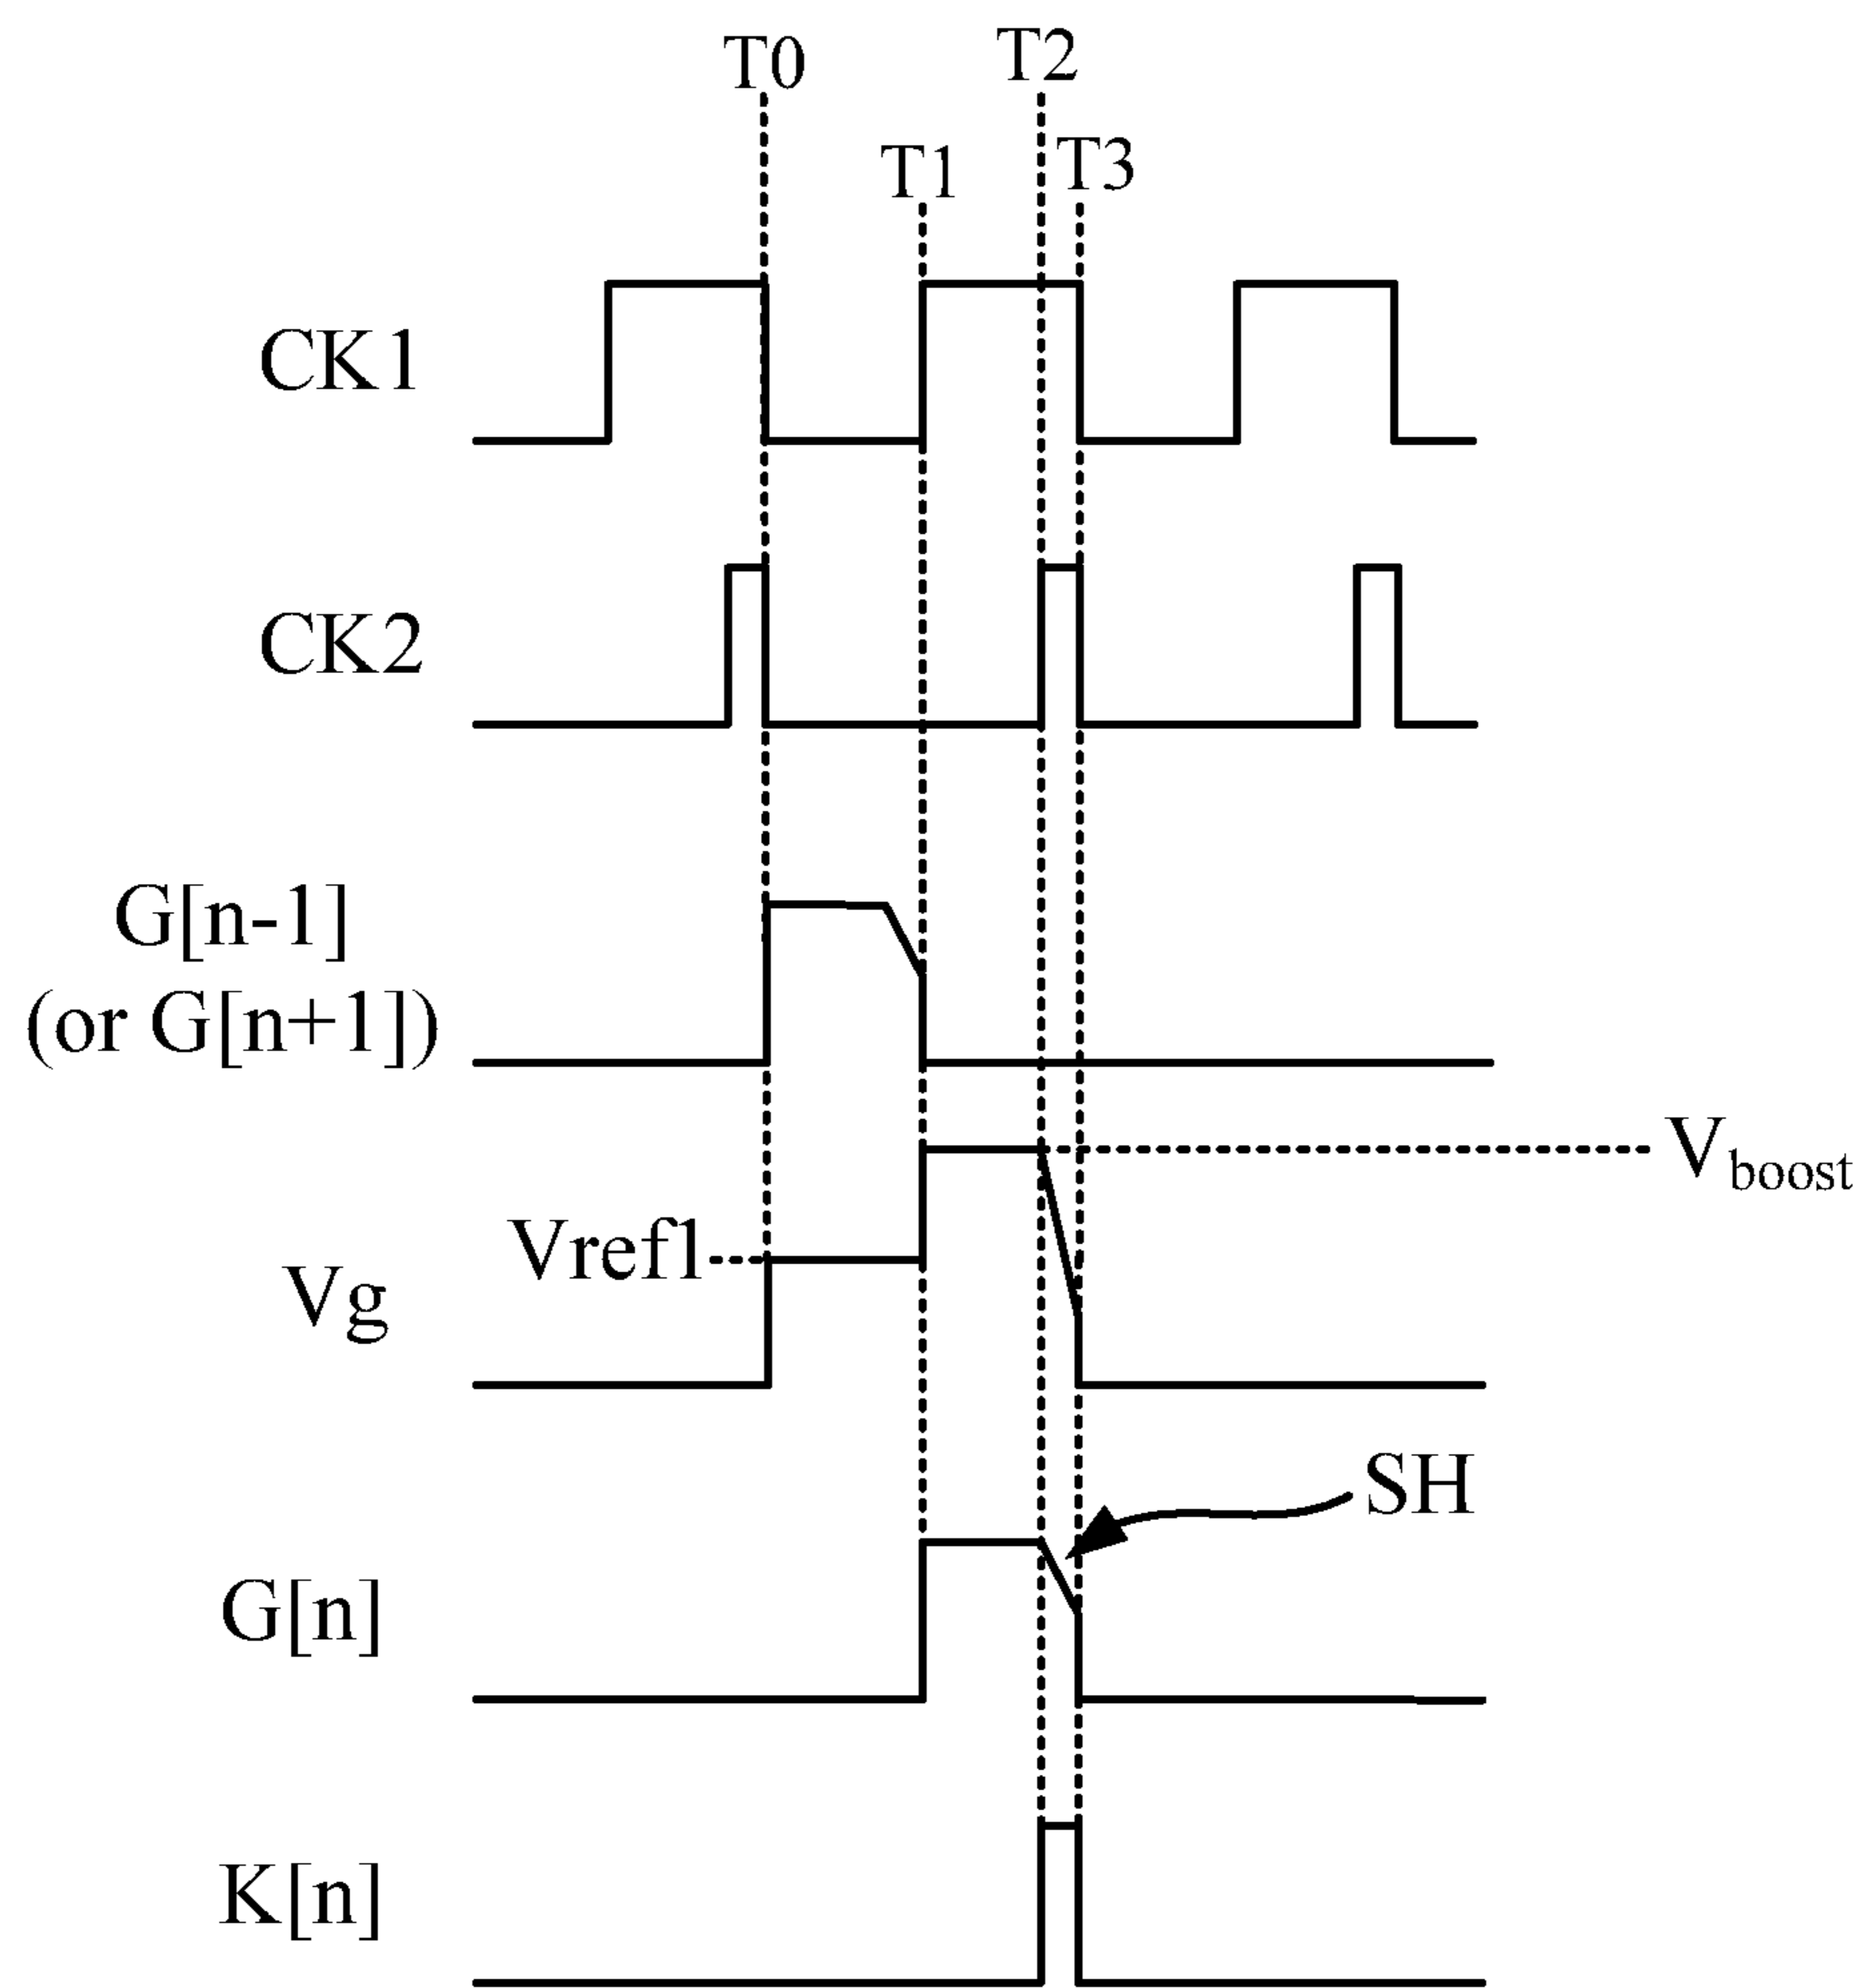 T0
T2
T1
T3
CK1
CK2
G[n-1]
(or G[n+1])
Vboost
Vref1
Vg
SH
G[n]
K[n]